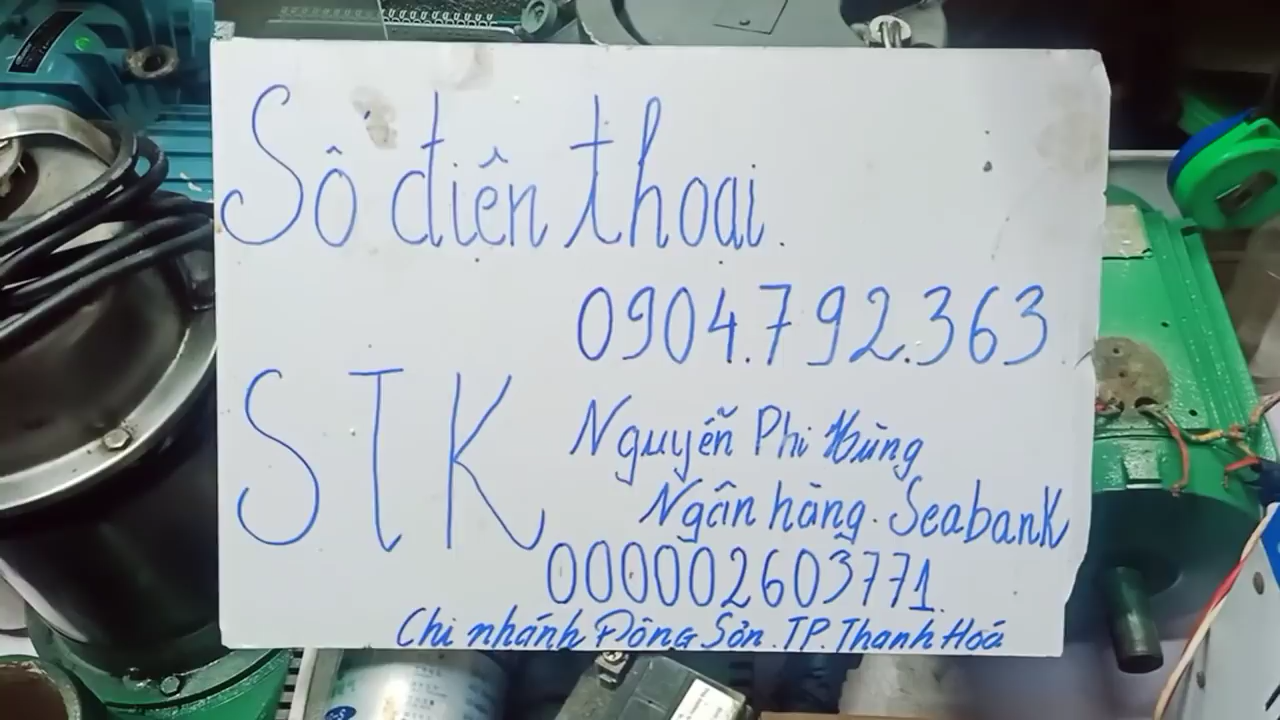 Số điên thoai.
0904.792.363
STK Nguyễn Phi Hùng
Ngân hàng. Seabank
000002603771.
Chi nhánh Đông Sơn. TP. Thanh Hoá